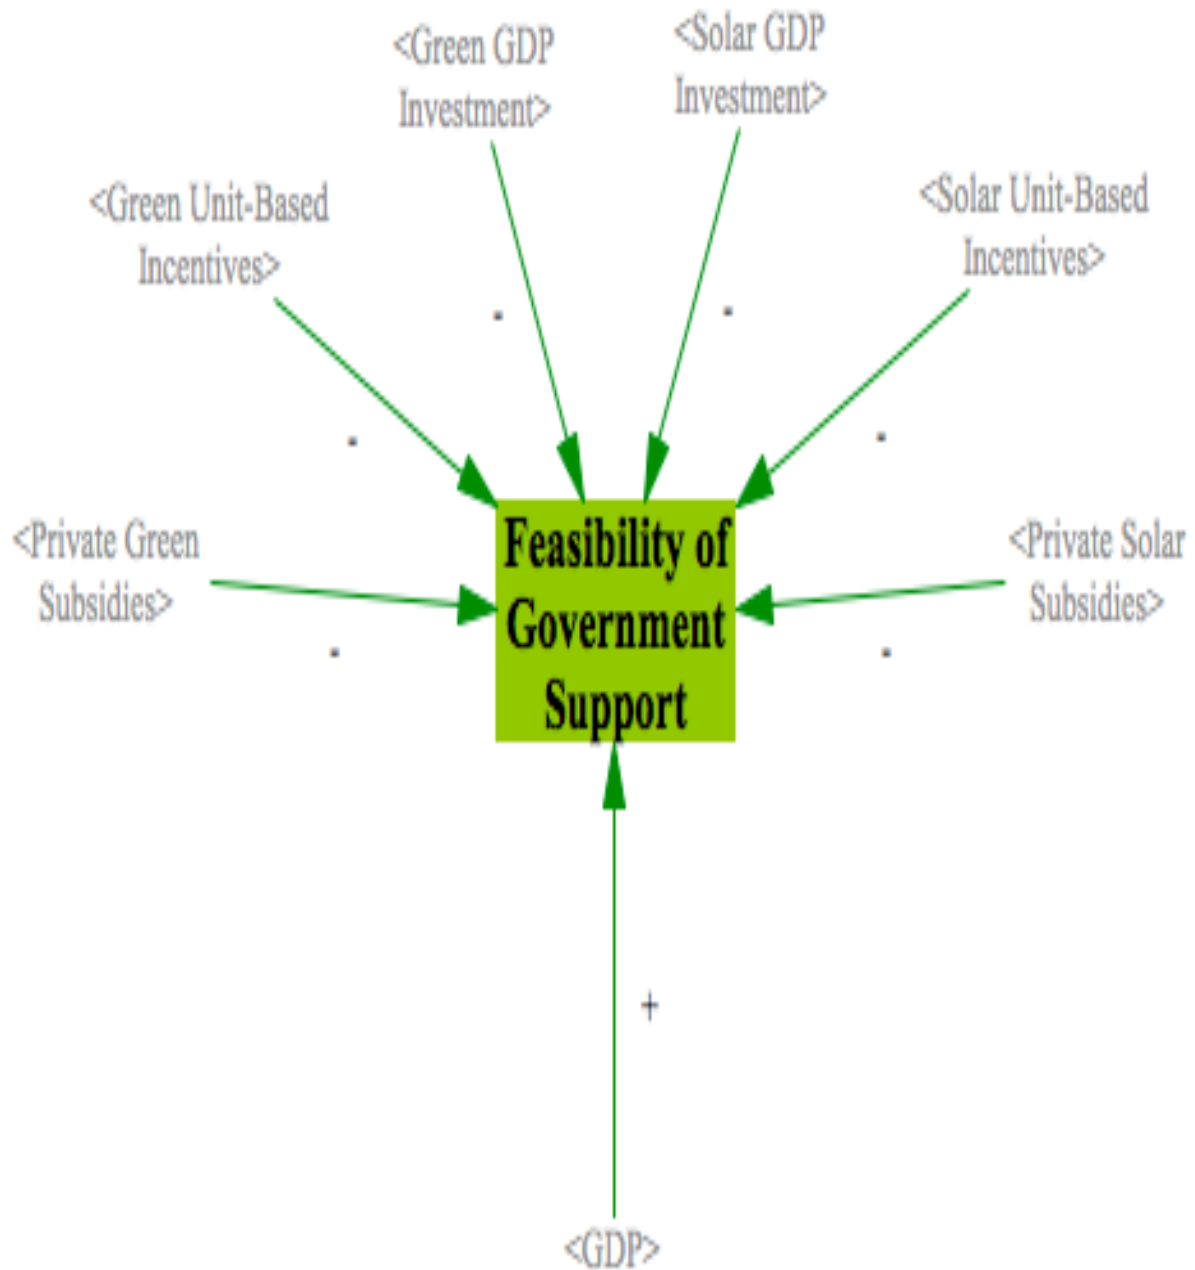 <Green GDP
Investment>
<Solar GDP
Investment>
<Green Unit-Based
Incentives>
<Solar Unit-Based
Incentives>
-
-
-
-
<Private Green
Subsidies>
Feasibility of
Government
Support
<Private Solar
Subsidies>
-
-
+
<GDP>